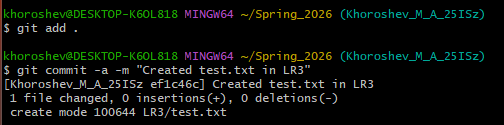 khoroshev@DESKTOP-K6OL818 MINGW64 ~/Spring_2026 (Khoroshev_M_A_25ISz)
$ git add .
khoroshev@DESKTOP-K6OL818 MINGW64 ~/Spring_2026 (Khoroshev_M_A_25ISz)
$ git commit -a -m "Created test.txt in LR3"
[Khoroshev_M_A_25ISz ef1c46c] Created test.txt in LR3
 1 file changed, 0 insertions(+), 0 deletions(-)
 create mode 100644 LR3/test.txt